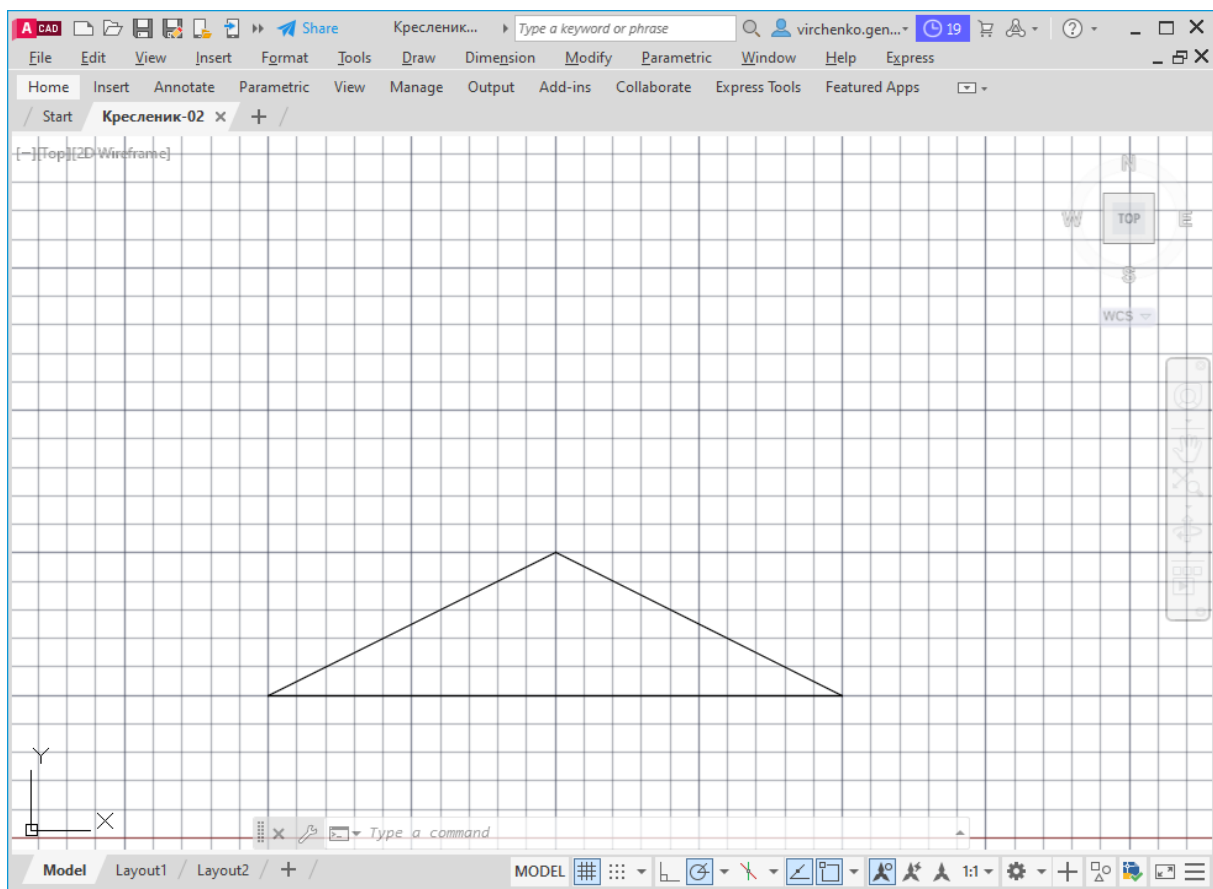 A CAD Share Кресленик... Type a keyword or phrase virchenko.gen... 19
File Edit View Insert Format Tools Draw Dimension Modify Parametric Window Help Express
Home Insert Annotate Parametric View Manage Output Add-ins Collaborate Express Tools Featured Apps
Start Кресленик-02
[−][Top][2D Wireframe]
N
W TOP E
S
WCS
Y
X
Type a command
Model Layout1 Layout2 MODEL 1:1